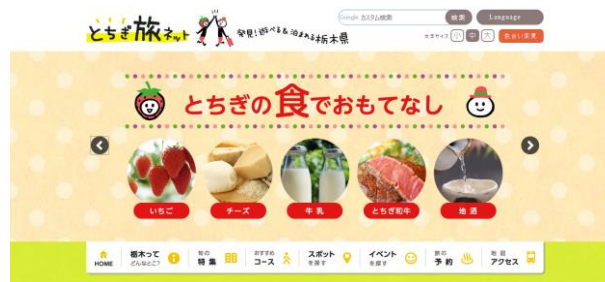 Google カスタム検索
検索
Language
とちぎ旅ネット
発見!遊べる&泊まれる栃木県
文字サイズ 小 中 大
色合い変更
とちぎの食でおもてなし
いちご
チーズ
牛乳
とちぎ和牛
地酒
HOME
栃木って
どんなとこ?
旬の
特集
おすすめ
コース
スポット
を探す
イベント
を探す
旅の
予約
地図
アクセス